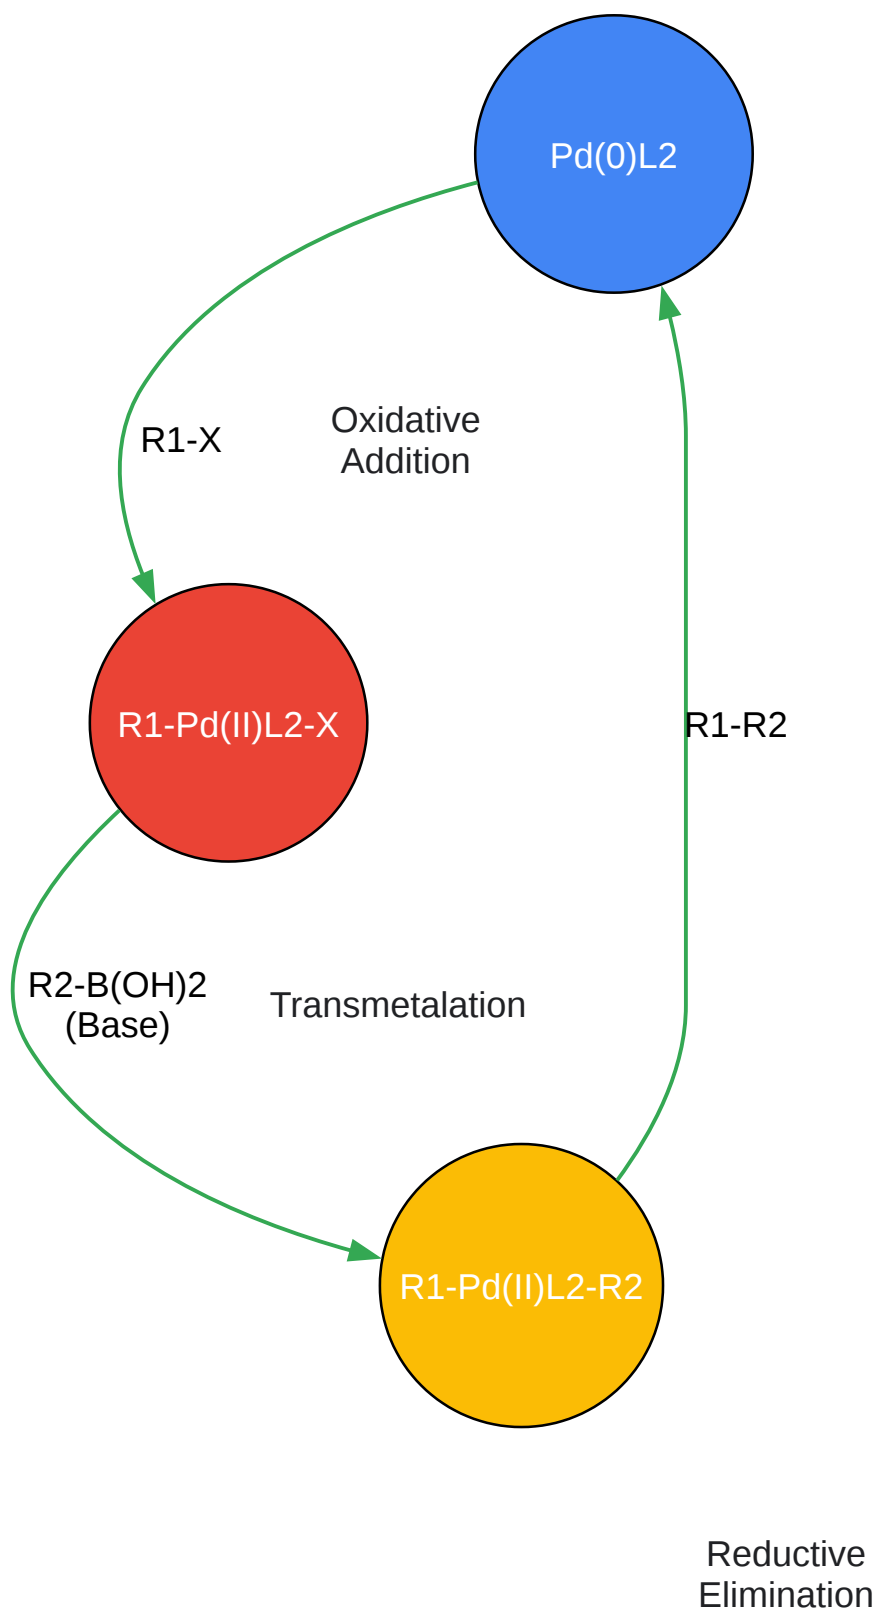 Pd(0)L2
Oxidative
Addition
R1-X
R1-Pd(II)L2-X
R1-R2
R2-B(OH)2
(Base)
Transmetalation
R1-Pd(II)L2-R2
Reductive
Elimination